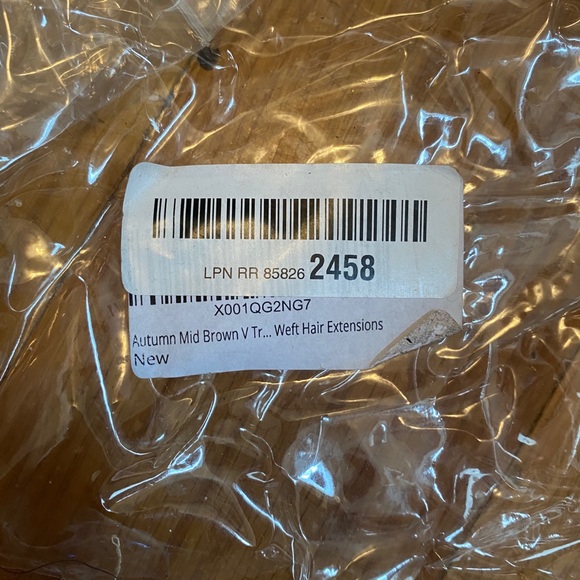 LPN RR 85826 2458
X001QG2NG7
Autumn Mid Brown V Tr... Weft Hair Extensions
New